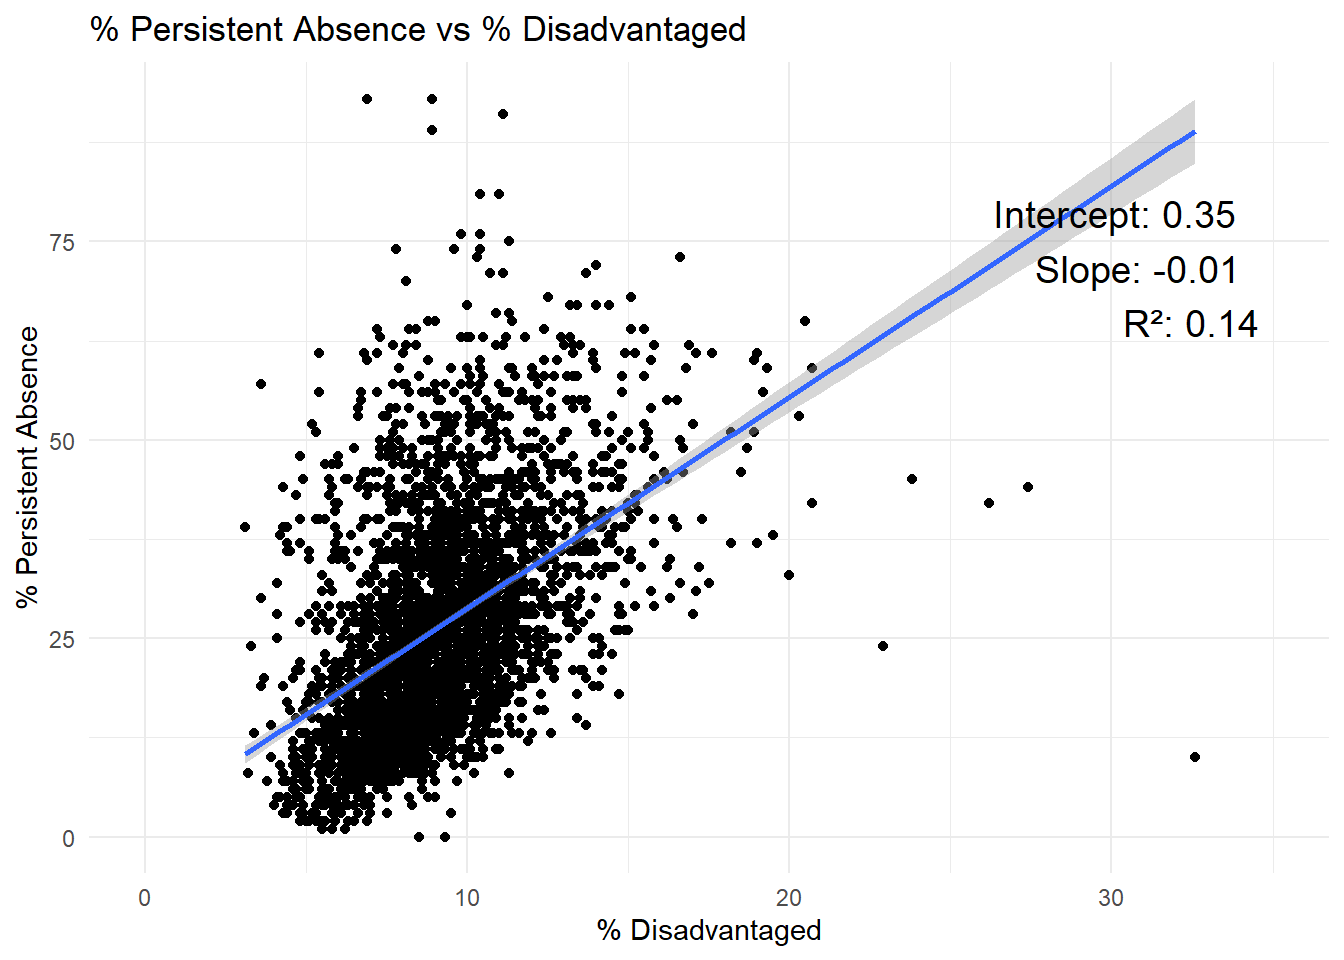 % Persistent Absence vs % Disadvantaged
Intercept: 0.35
Slope: -0.01
R²: 0.14
% Persistent Absence
75
50
25
0
0
10
20
30
% Disadvantaged